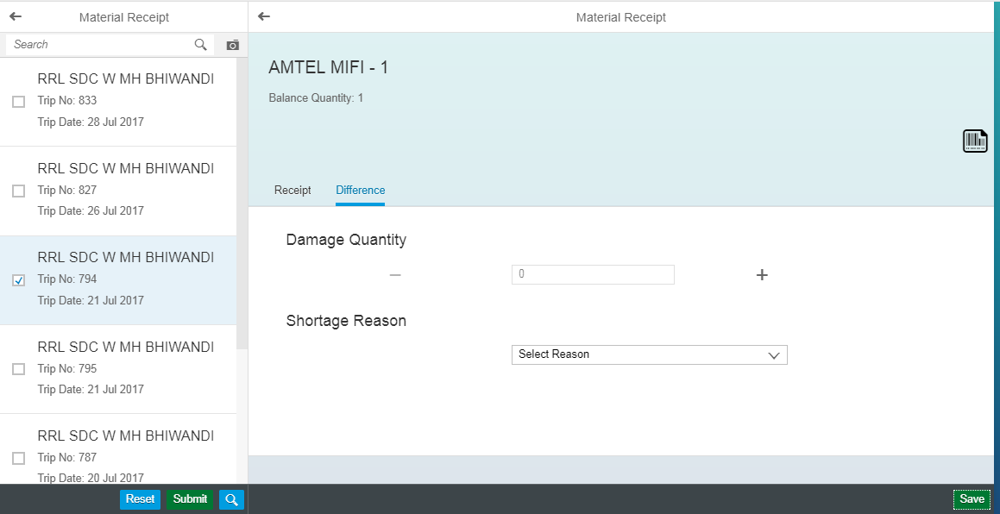 Material Receipt
Search
RRL SDC W MH BHIWANDI
Trip No: 833
Trip Date: 28 Jul 2017
RRL SDC W MH BHIWANDI
Trip No: 827
Trip Date: 26 Jul 2017
RRL SDC W MH BHIWANDI
Trip No: 794
Trip Date: 21 Jul 2017
RRL SDC W MH BHIWANDI
Trip No: 795
Trip Date: 21 Jul 2017
RRL SDC W MH BHIWANDI
Trip No: 787
Trip Date: 20 Jul 2017
Reset Submit
Material Receipt
AMTEL MIFI - 1
Balance Quantity: 1
Receipt Difference
Damage Quantity
0
Shortage Reason
Select Reason
Save